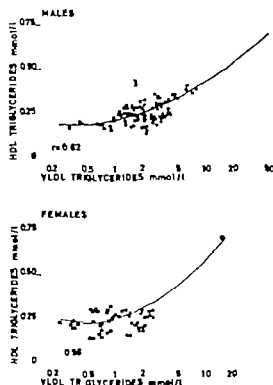 MALES
0.75
HDL TRIGLYCERIDES mmol/l
0.50
0.25
r=0.62
0
0.2 0.5 1 2 5 10 20 50
VLDL TRIGLYCERIDES mmol/l
FEMALES
0.75
HDL TRIGLYCERIDES mmol/l
0.50
0.25
0
0.2 0.5 1 2 5 10 20
VLDL TRIGLYCERIDES mmol/l